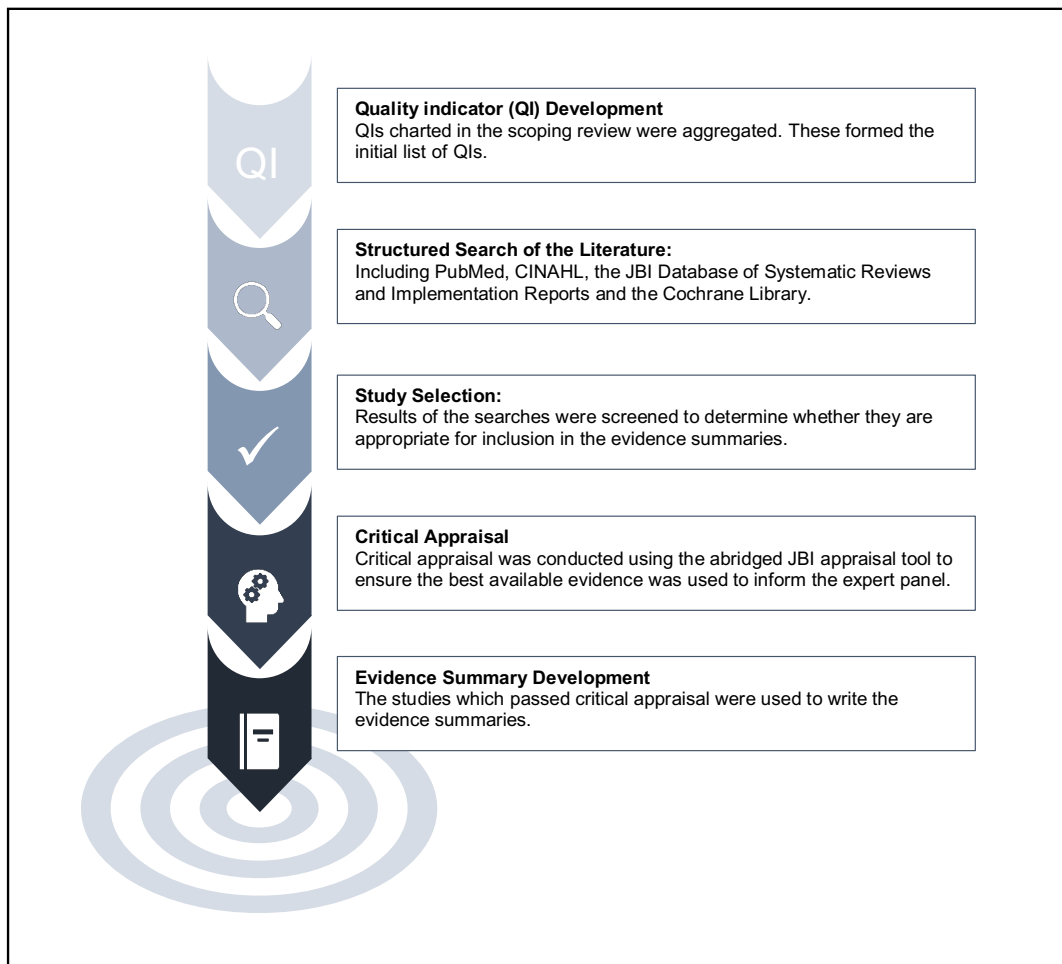 QI
Quality indicator (QI) Development
QIs charted in the scoping review were aggregated. These formed the
initial list of QIs.
Structured Search of the Literature:
Including PubMed, CINAHL, the JBI Database of Systematic Reviews
and Implementation Reports and the Cochrane Library.
Study Selection:
Results of the searches were screened to determine whether they are
appropriate for inclusion in the evidence summaries.
Critical Appraisal
Critical appraisal was conducted using the abridged JBI appraisal tool to
ensure the best available evidence was used to inform the expert panel.
Evidence Summary Development
The studies which passed critical appraisal were used to write the
evidence summaries.